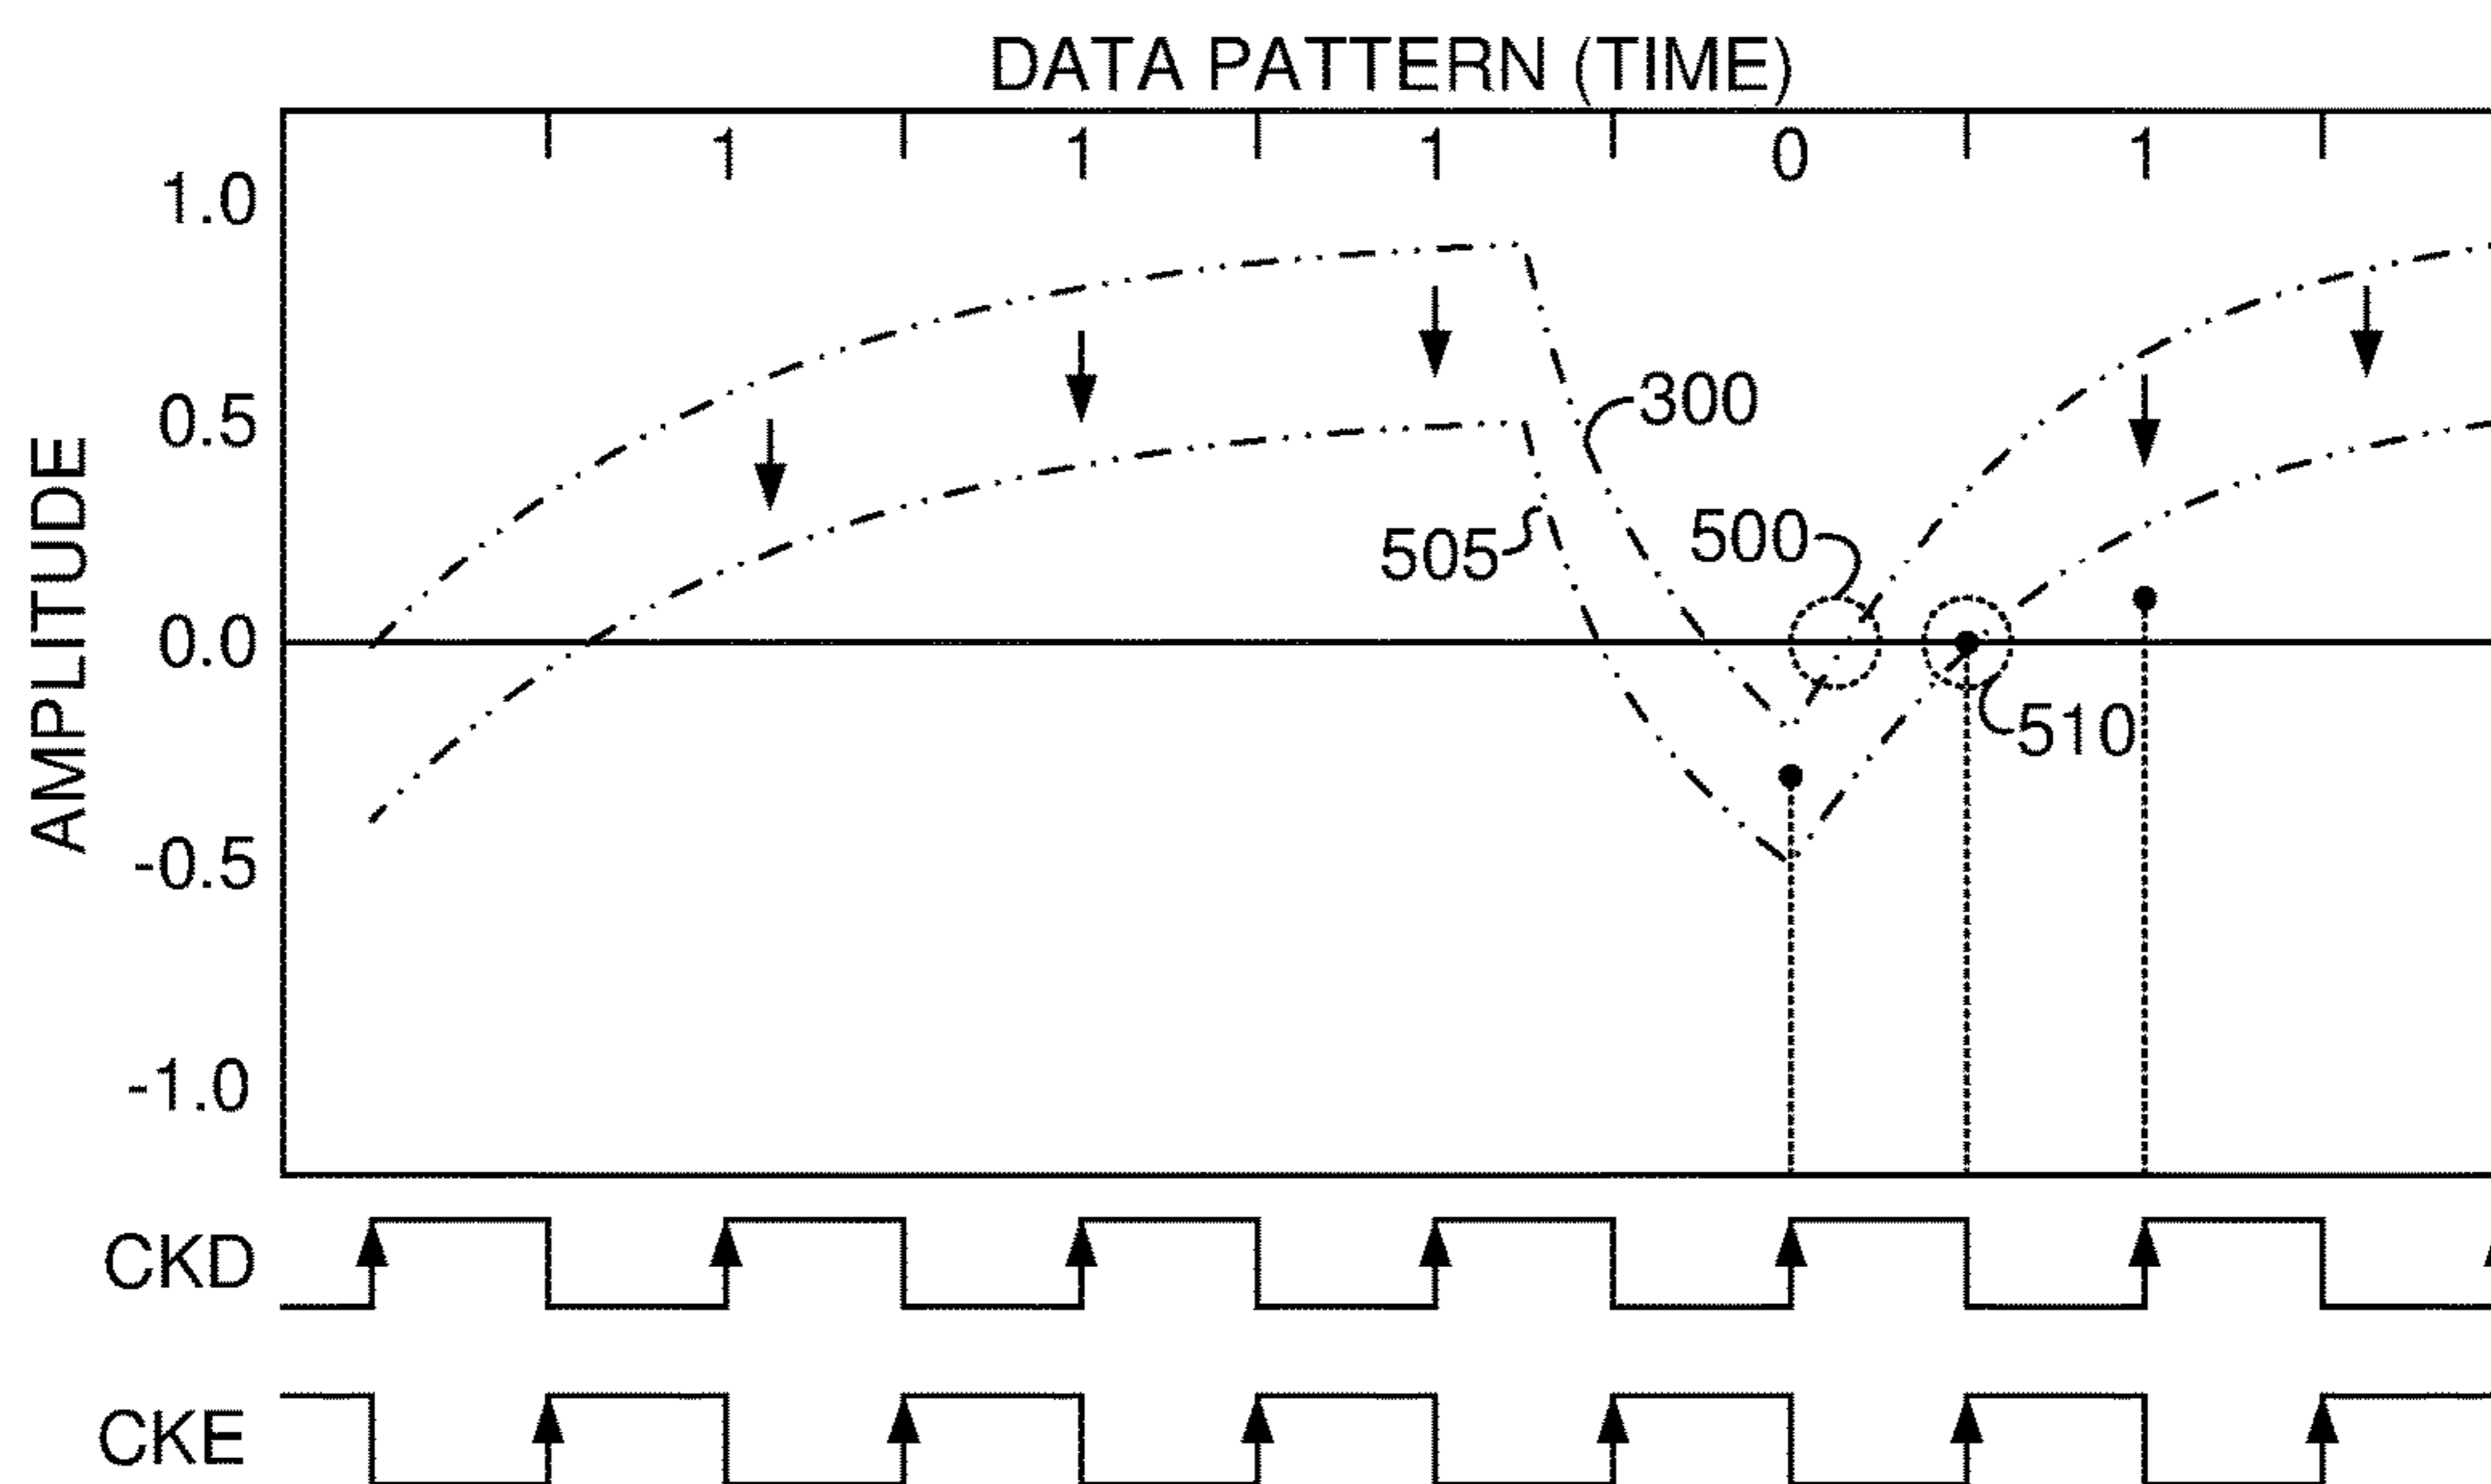 DATA PATTERN (TIME)
1 1 1 0 1
1.0
0.5
0.0
-0.5
-1.0
AMPLITUDE
300
505
500
510
CKD
CKE